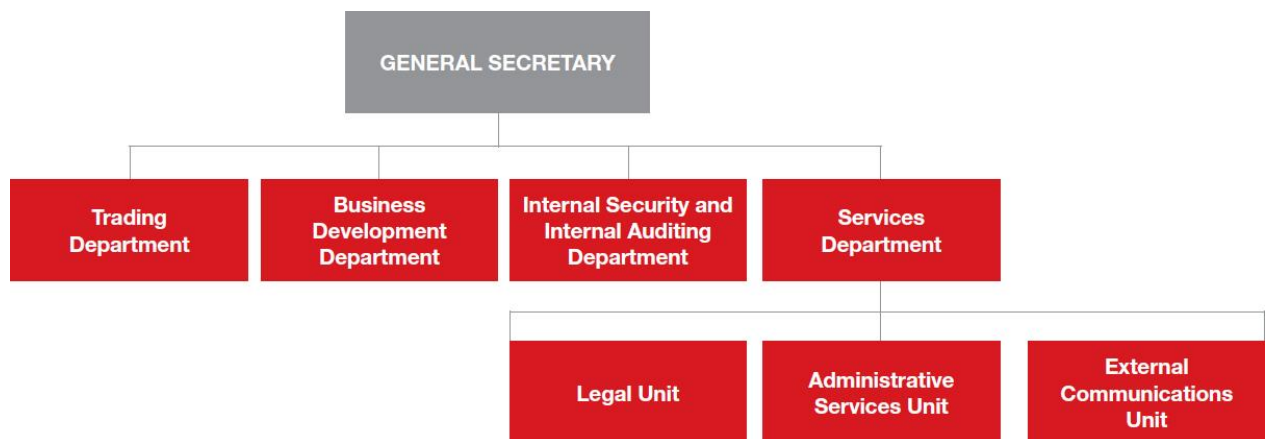 GENERAL SECRETARY
Trading
Department
Business
Development
Department
Internal Security and
Internal Auditing
Department
Services
Department
Legal Unit
Administrative
Services Unit
External
Communications
Unit